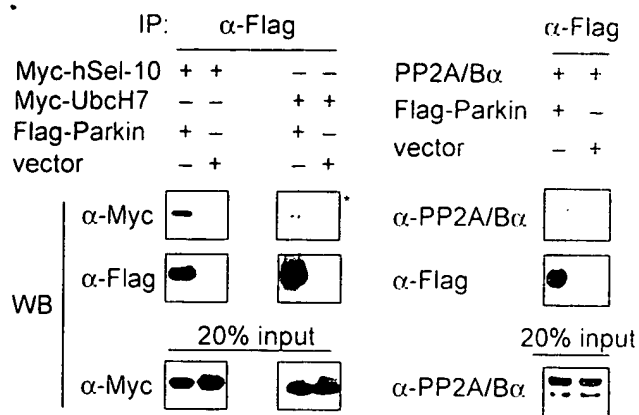 IP: α-Flag
Myc-hSel-10 + + – –
Myc-UbcH7 – – + +
Flag-Parkin + – + –
vector – + – +
WB
α-Myc
α-Flag
20% input
α-Myc
α-Flag
PP2A/Bα + +
Flag-Parkin + –
vector – +
α-PP2A/Bα
α-Flag
20% input
α-PP2A/Bα